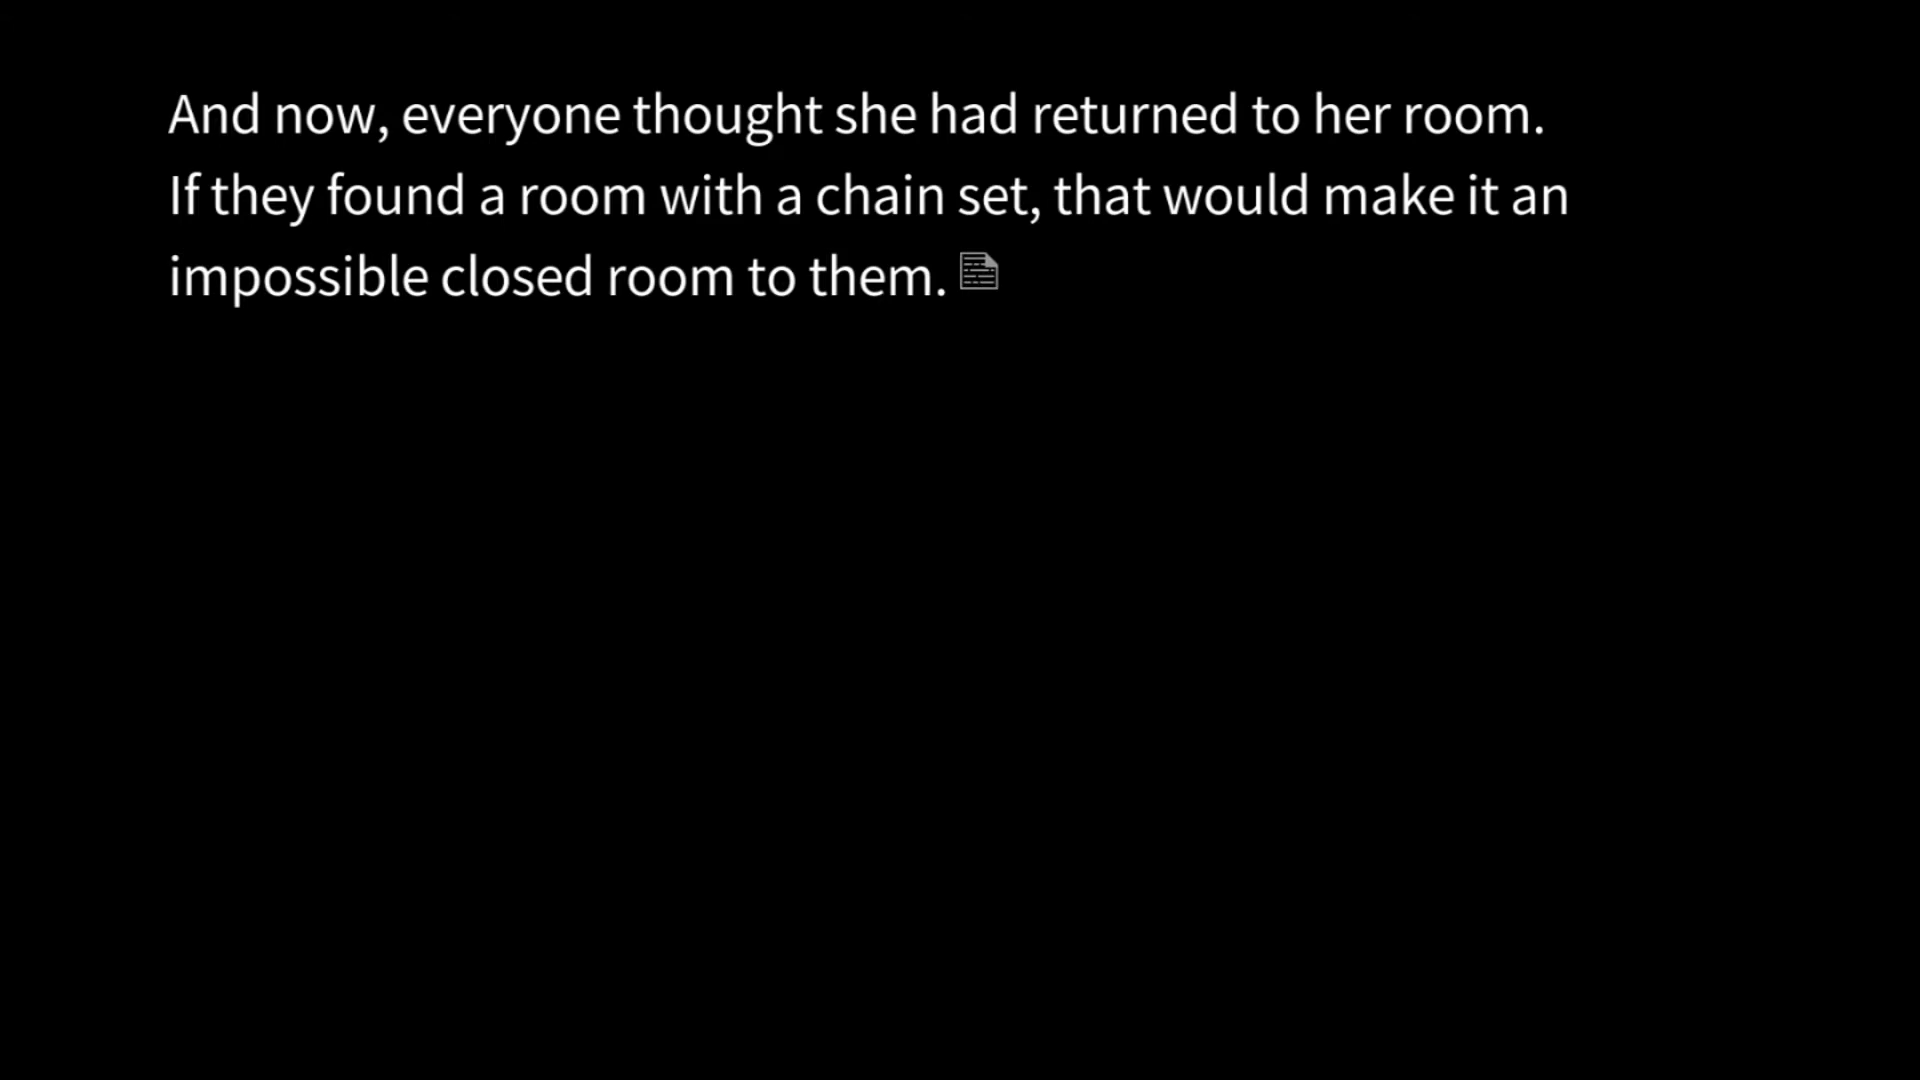 And now, everyone thought she had returned to her room.
If they found a room with a chain set, that would make it an
impossible closed room to them.